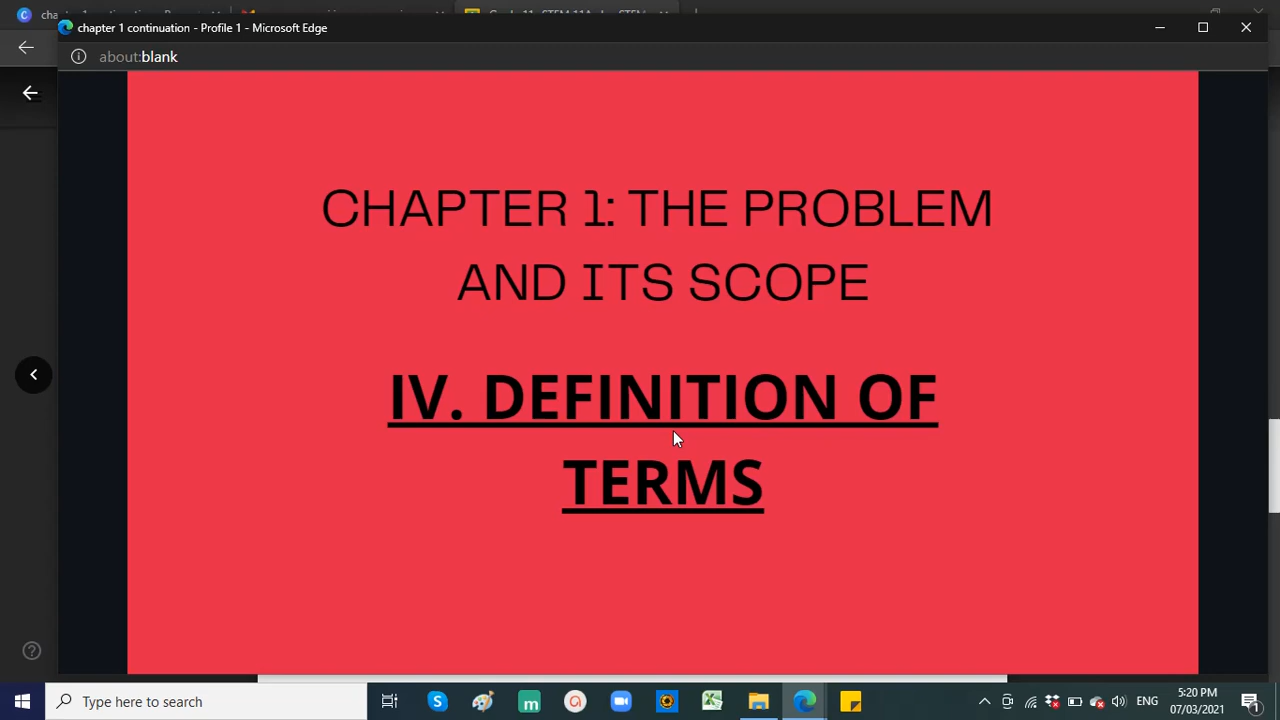 chapter 1 continuation - Profile 1 - Microsoft Edge
about:blank
CHAPTER 1: THE PROBLEM
AND ITS SCOPE
IV. DEFINITION OF
TERMS
Type here to search
ENG
5:20 PM
07/03/2021